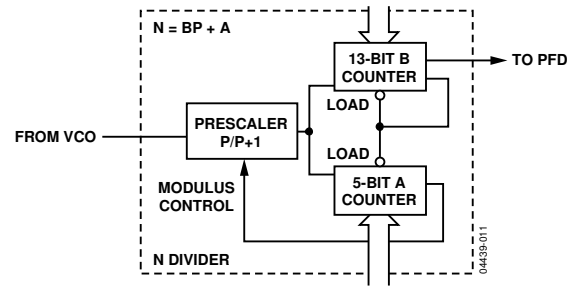 N = BP + A
13-BIT B
COUNTER
TO PFD
LOAD
PRESCALER
P/P+1
FROM VCO
LOAD
MODULUS
CONTROL
5-BIT A
COUNTER
N DIVIDER
04439-011